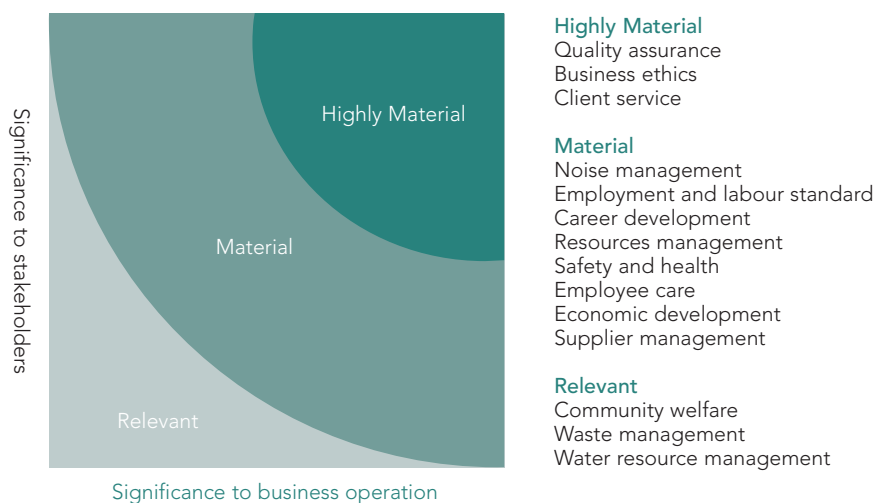 Significance to stakeholders
Highly Material
Material
Relevant
Significance to business operation
Highly Material
Quality assurance
Business ethics
Client service
Material
Noise management
Employment and labour standard
Career development
Resources management
Safety and health
Employee care
Economic development
Supplier management
Relevant
Community welfare
Waste management
Water resource management